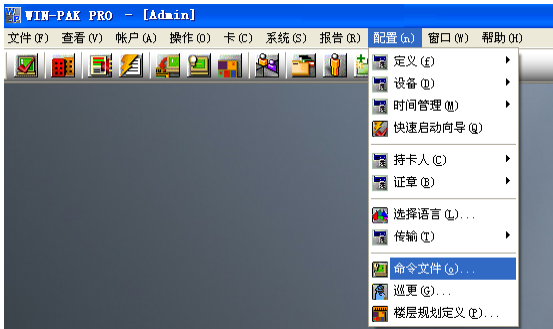 WIN-PAK PRO - [Admin]
文件(F) 查看(V) 帐户(A) 操作(O) 卡(C) 系统(S) 报告(R) 配置(n) 窗口(W) 帮助(H)
定义(f)
设备(D)
时间管理(M)
快速启动向导(Q)
持卡人(C)
证章(B)
选择语言(L)...
传输(T)
命令文件(o)...
巡更(G)...
楼层规划定义(P)...